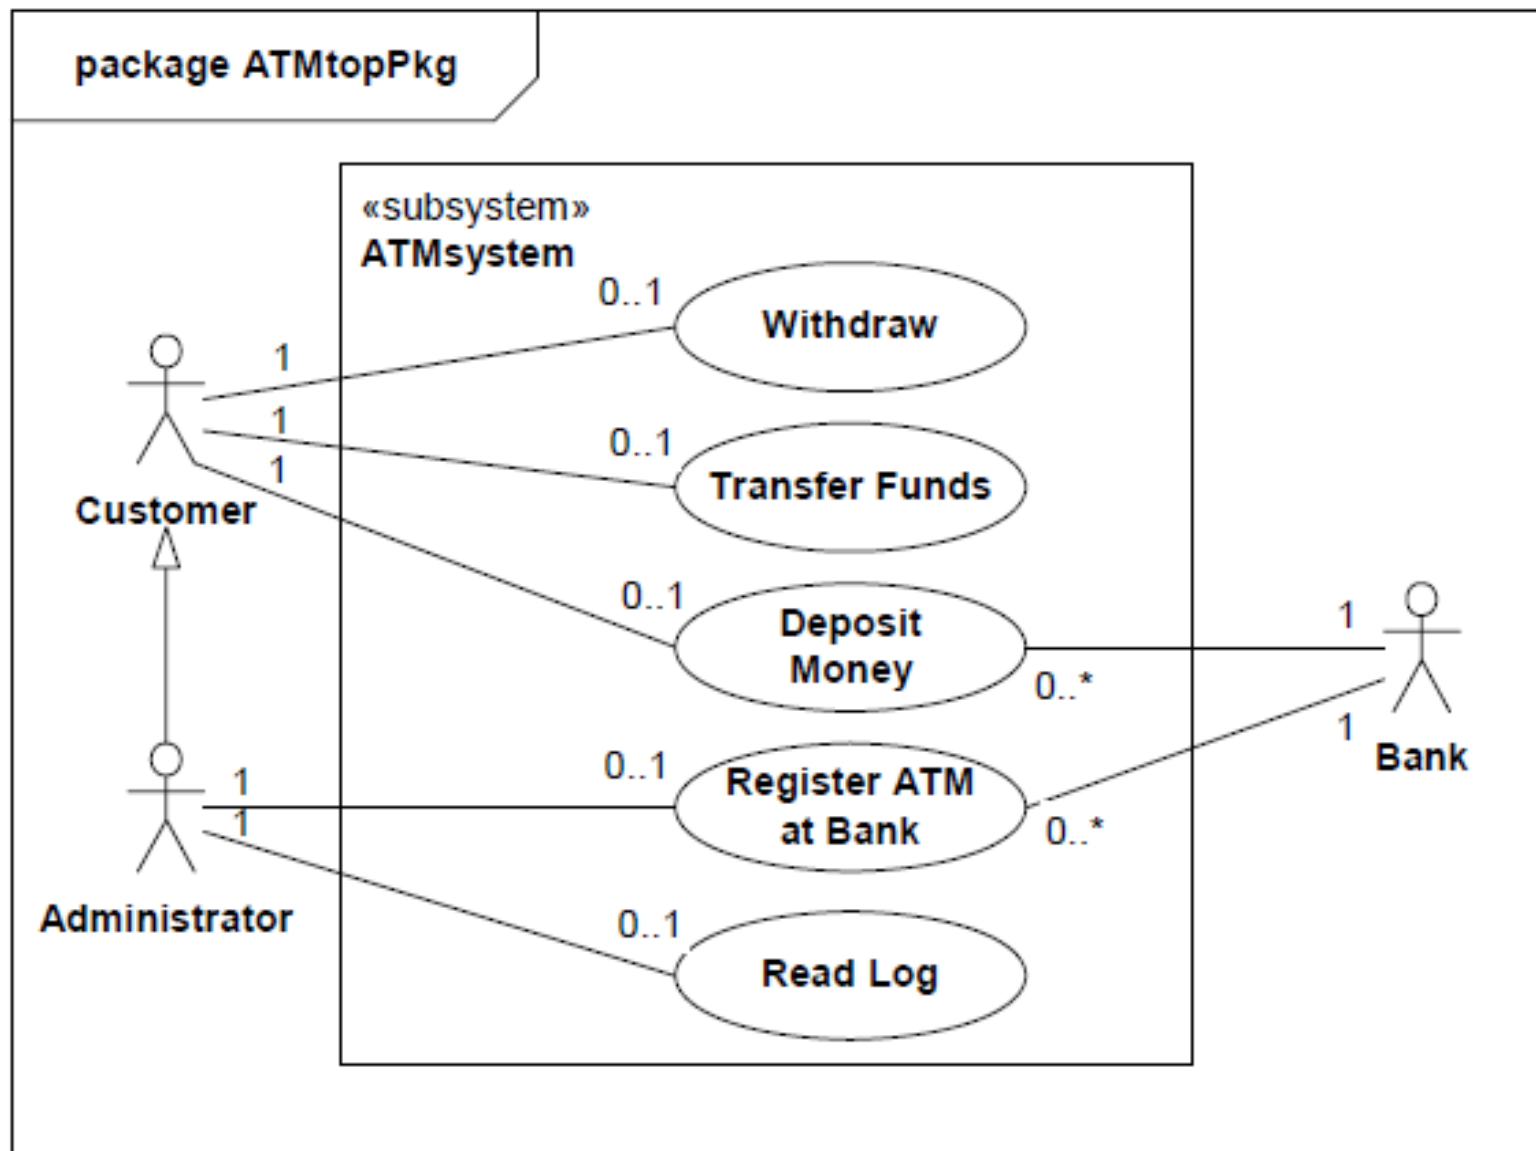 package ATMtopPkg
«subsystem»
ATMsystem
0..1
Withdraw
1
1
0..1
Transfer Funds
1
Customer
0..1
Deposit
Money
1
0..*
1
Bank
1
0..1
Register ATM
at Bank
1
0..*
Administrator
0..1
Read Log